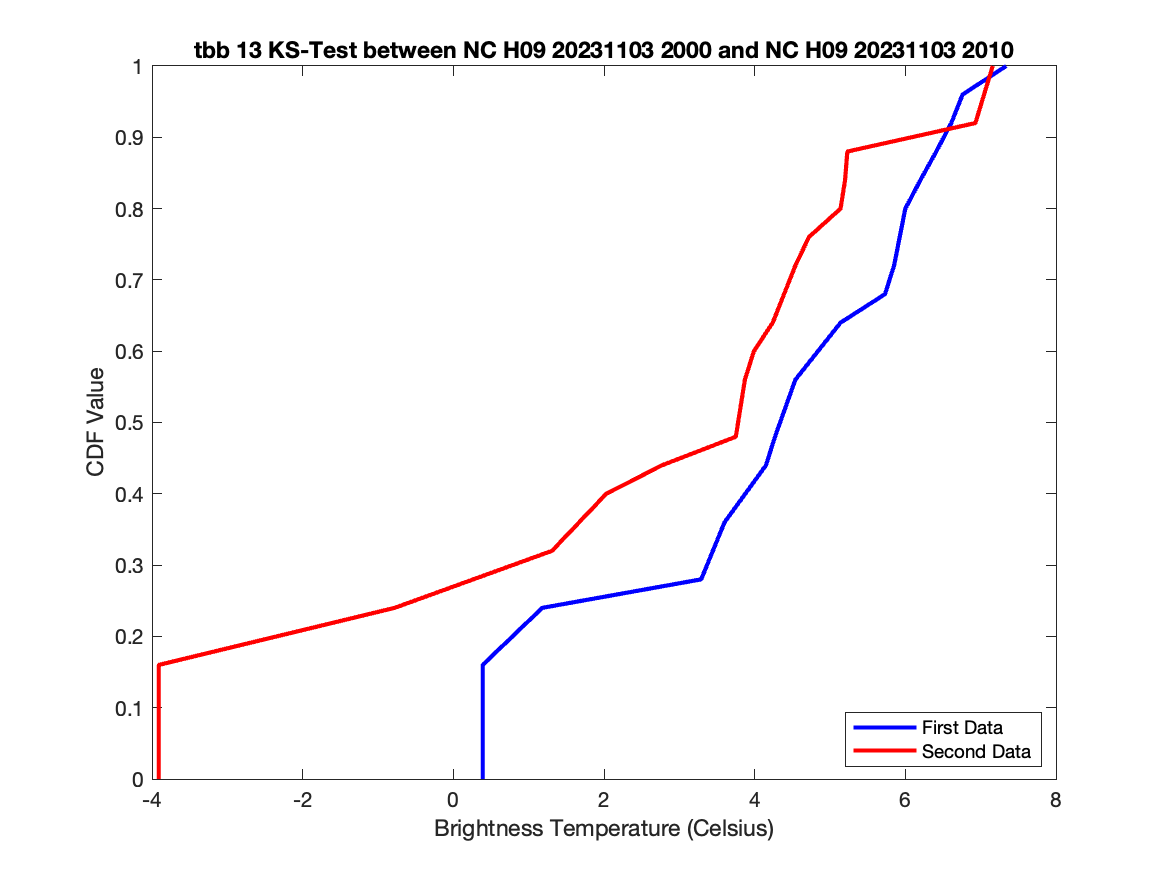 tbb 13 KS-Test between NC H09 20231103 2000 and NC H09 20231103 2010
1
0.9
0.8
0.7
0.6
0.5
0.4
0.3
0.2
0.1
0
CDF Value
-4 -2 0 2 4 6 8
Brightness Temperature (Celsius)
First Data
Second Data